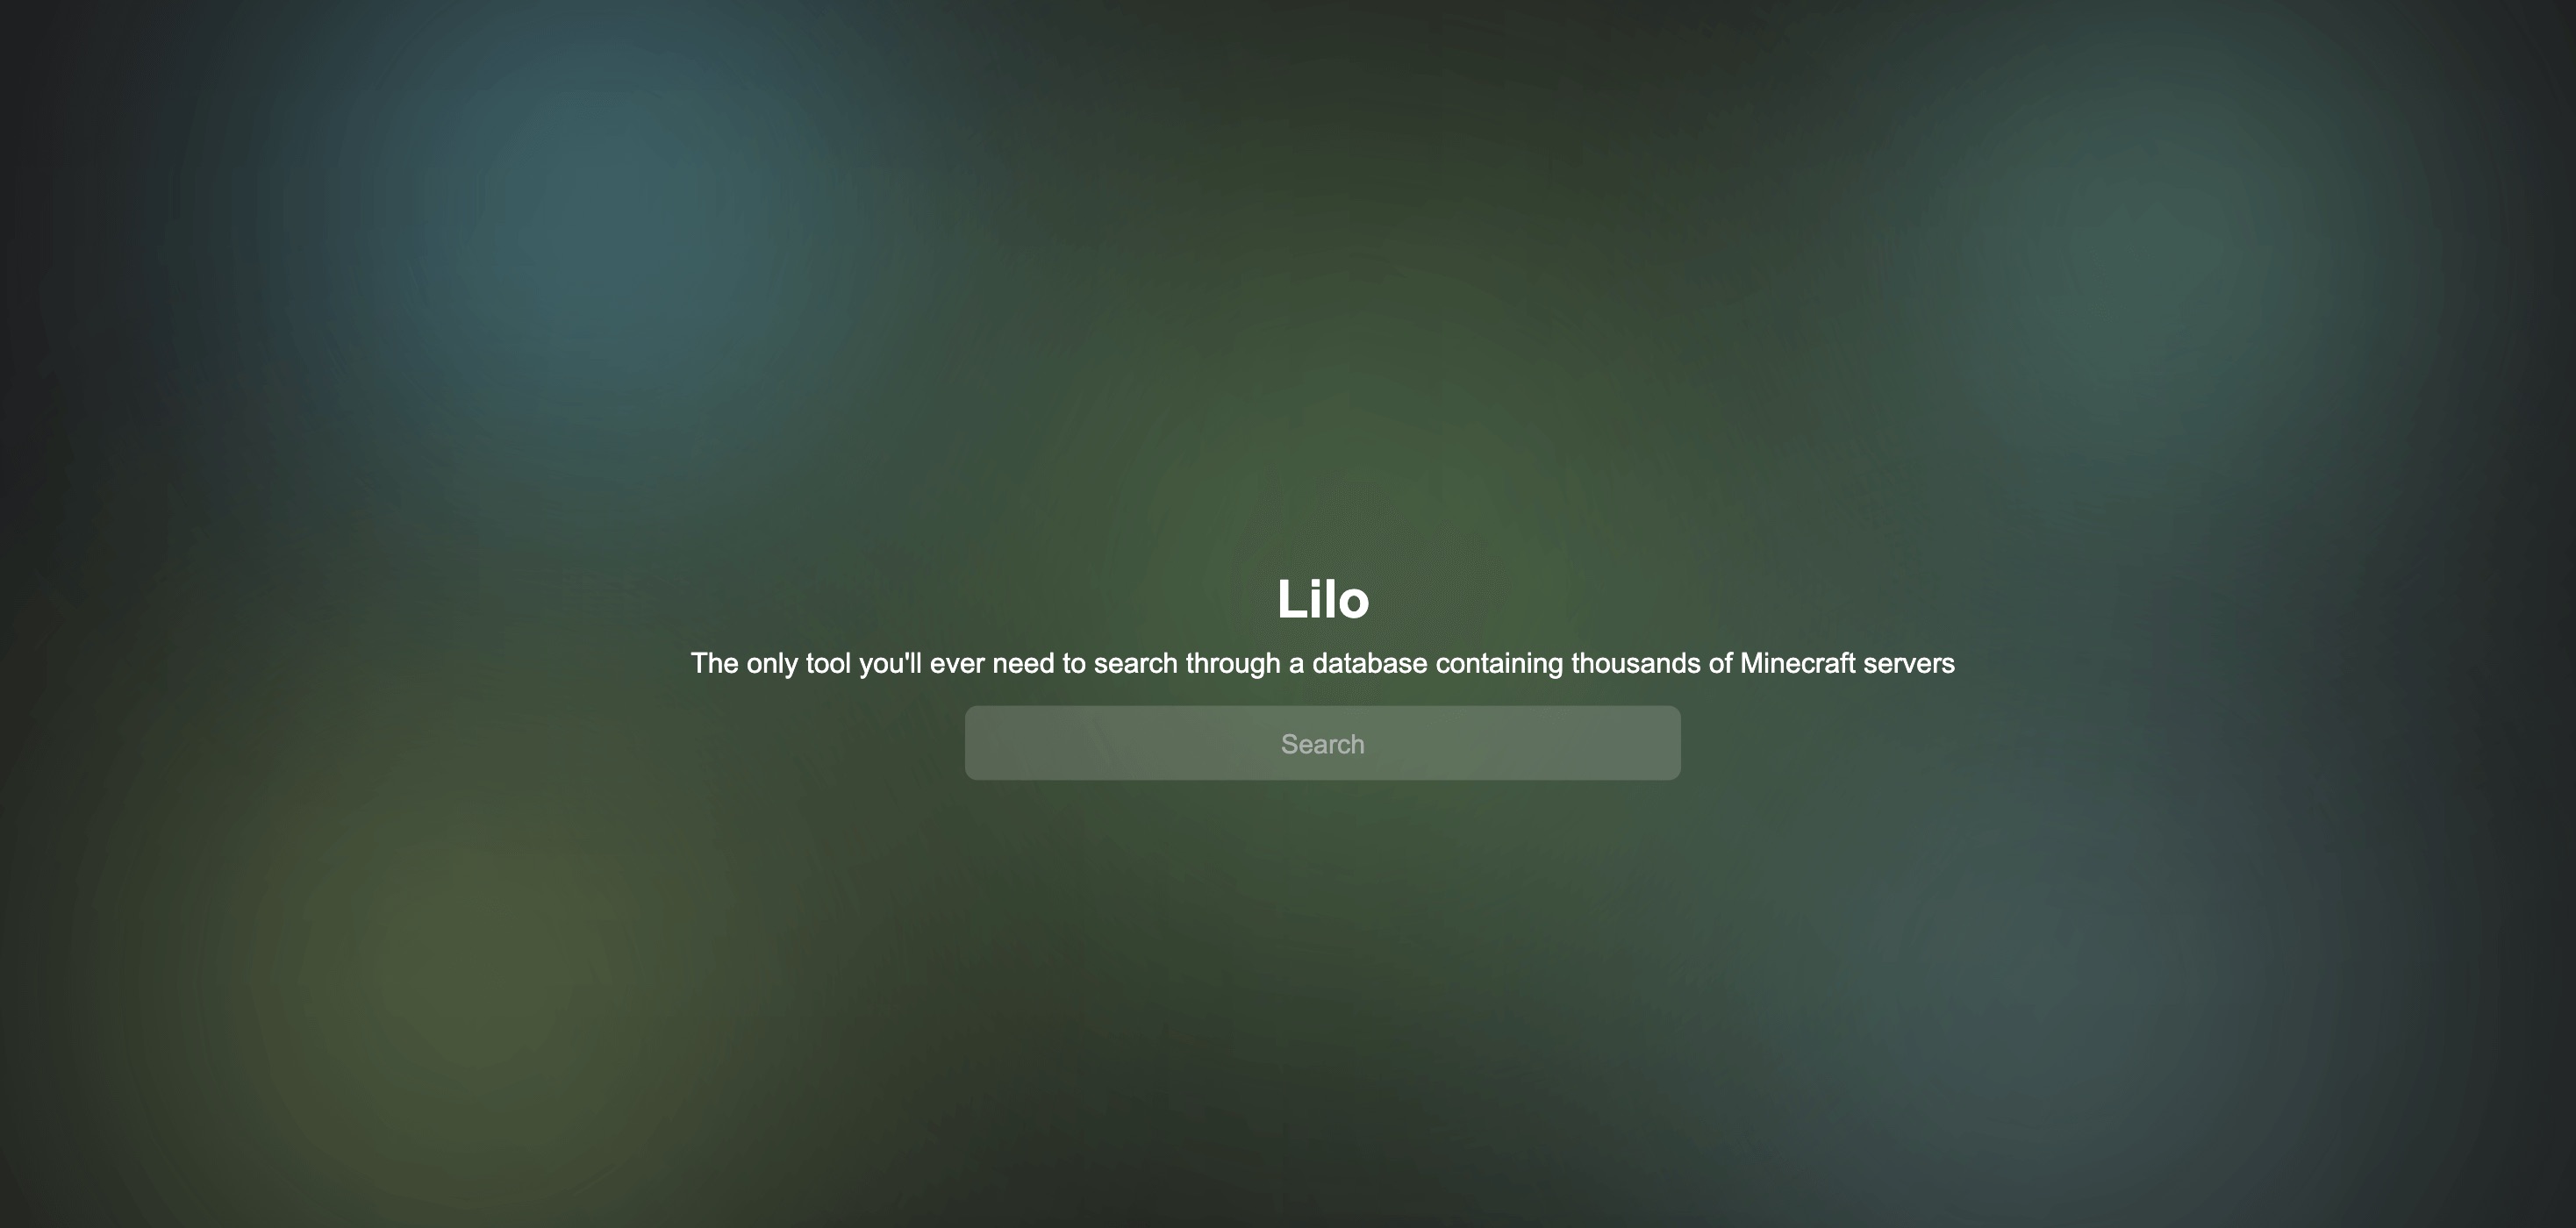 Lilo
The only tool you'll ever need to search through a database containing thousands of Minecraft servers
Search